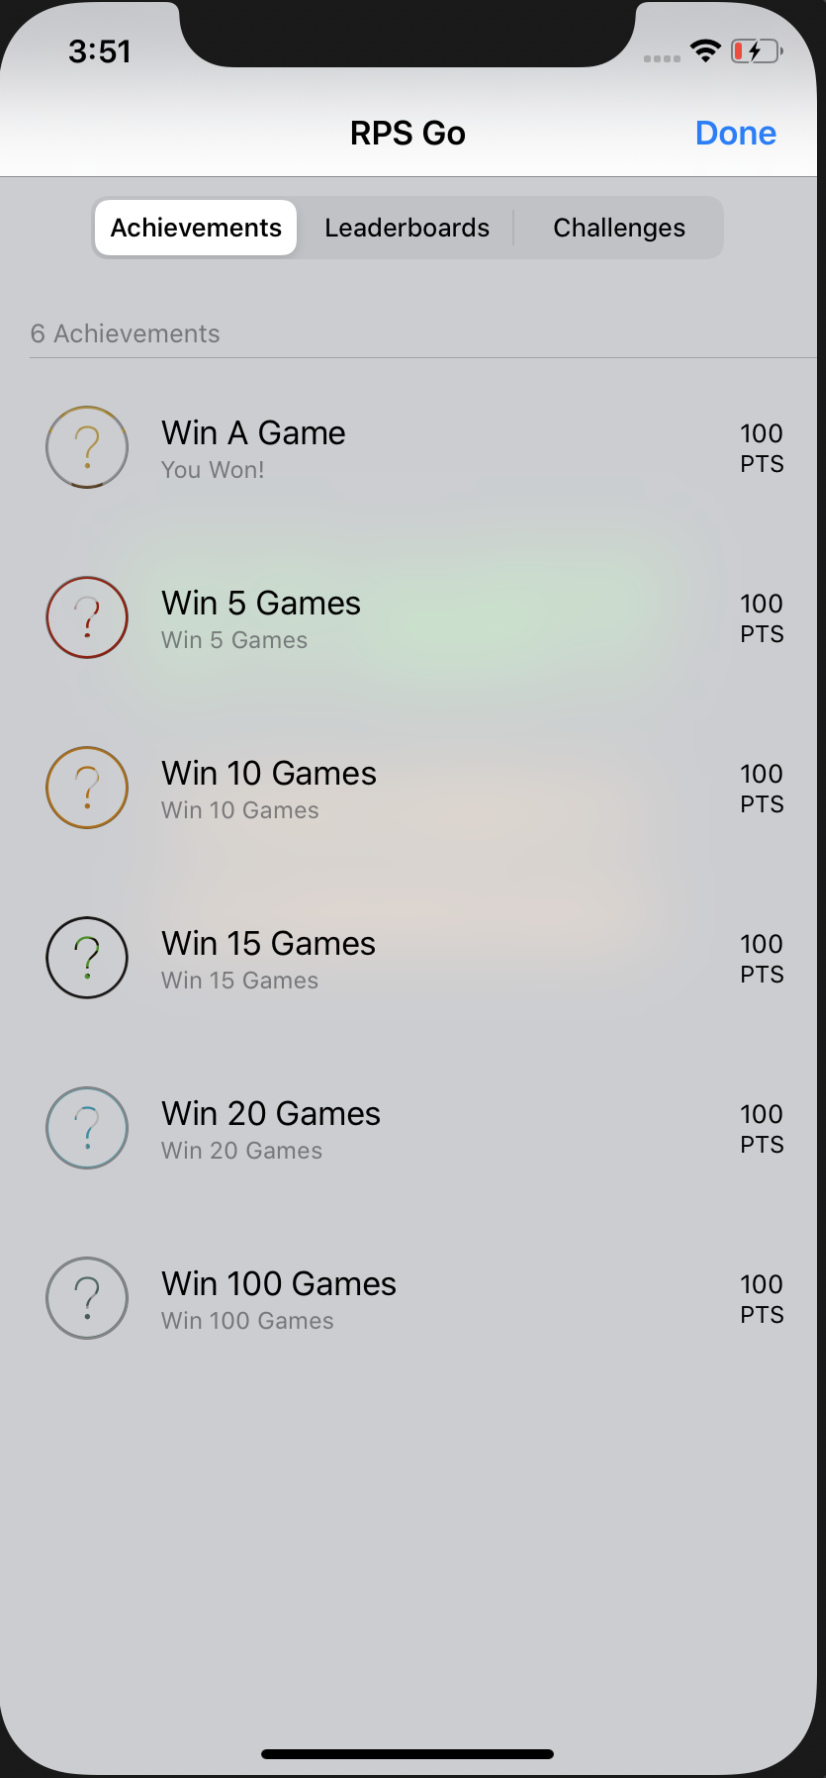 3:51
RPS Go
Done
Achievements
Leaderboards
Challenges
6 Achievements
?
Win A Game
You Won!
100
PTS
?
Win 5 Games
Win 5 Games
100
PTS
?
Win 10 Games
Win 10 Games
100
PTS
?
Win 15 Games
Win 15 Games
100
PTS
?
Win 20 Games
Win 20 Games
100
PTS
?
Win 100 Games
Win 100 Games
100
PTS